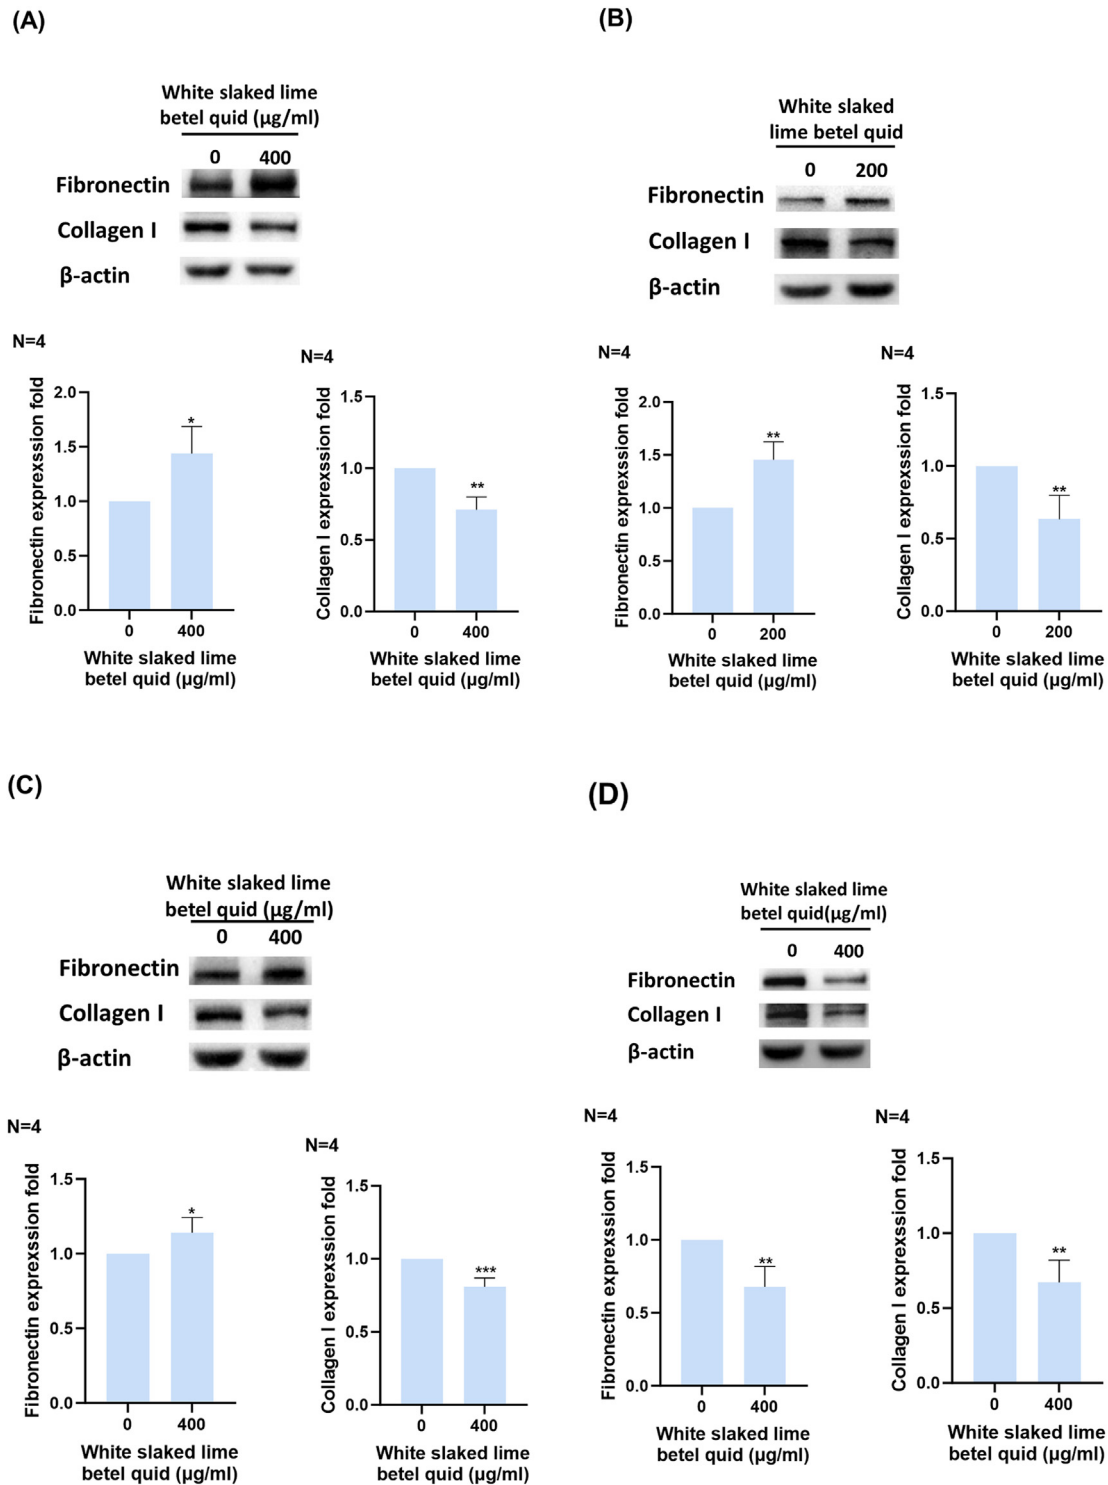 (A)
White slaked lime
betel quid (µg/ml)
0 400
Fibronectin
Collagen I
β-actin
N=4
Fibronectin exprexssion fold
2.0
1.5
1.0
0.5
0.0
*
0 400
White slaked lime
betel quid (µg/ml)
N=4
Collagen I exprexssion fold
1.5
1.0
0.5
0.0
**
0 400
White slaked lime
betel quid (µg/ml)
(B)
White slaked
lime betel quid
0 200
Fibronectin
Collagen I
β-actin
N=4
Fibronectin exprexssion fold
2.0
1.5
1.0
0.5
0.0
**
0 200
White slaked lime
betel quid (µg/ml)
N=4
Collagen I exprexssion fold
1.5
1.0
0.5
0.0
**
0 200
White slaked lime
betel quid (µg/ml)
(C)
White slaked lime
betel quid (µg/ml)
0 400
Fibronectin
Collagen I
β-actin
N=4
Fibronectin exprexssion fold
1.5
1.0
0.5
0.0
*
0 400
White slaked lime
betel quid (µg/ml)
N=4
Collagen I exprexssion fold
1.5
1.0
0.5
0.0
***
0 400
White slaked lime
betel quid (µg/ml)
(D)
White slaked lime
betel quid(µg/ml)
0 400
Fibronectin
Collagen I
β-actin
N=4
Fibronectin exprexssion fold
1.5
1.0
0.5
0.0
**
0 400
White slaked lime
betel quid (µg/ml)
N=4
Collagen I exprexssion fold
1.5
1.0
0.5
0.0
**
0 400
White slaked lime
betel quid (µg/ml)